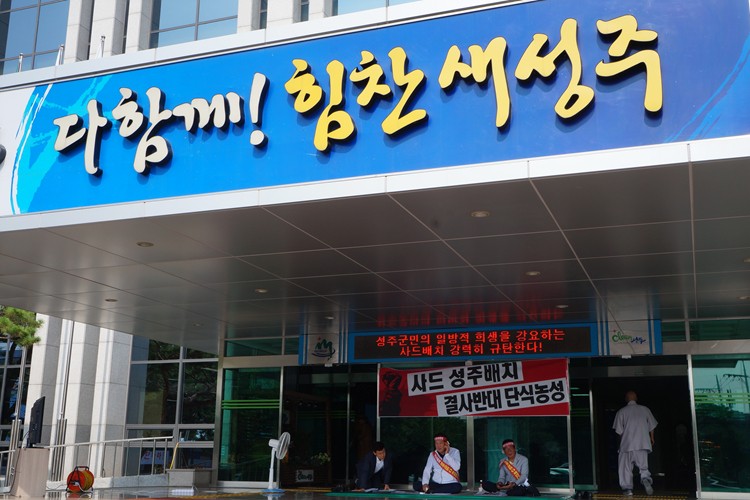 다함께! 힘찬 새성주
성주군민의 일방적 희생을 강요하는
사드배치 강력히 규탄한다!
사드 성주배치
결사반대 단식농성